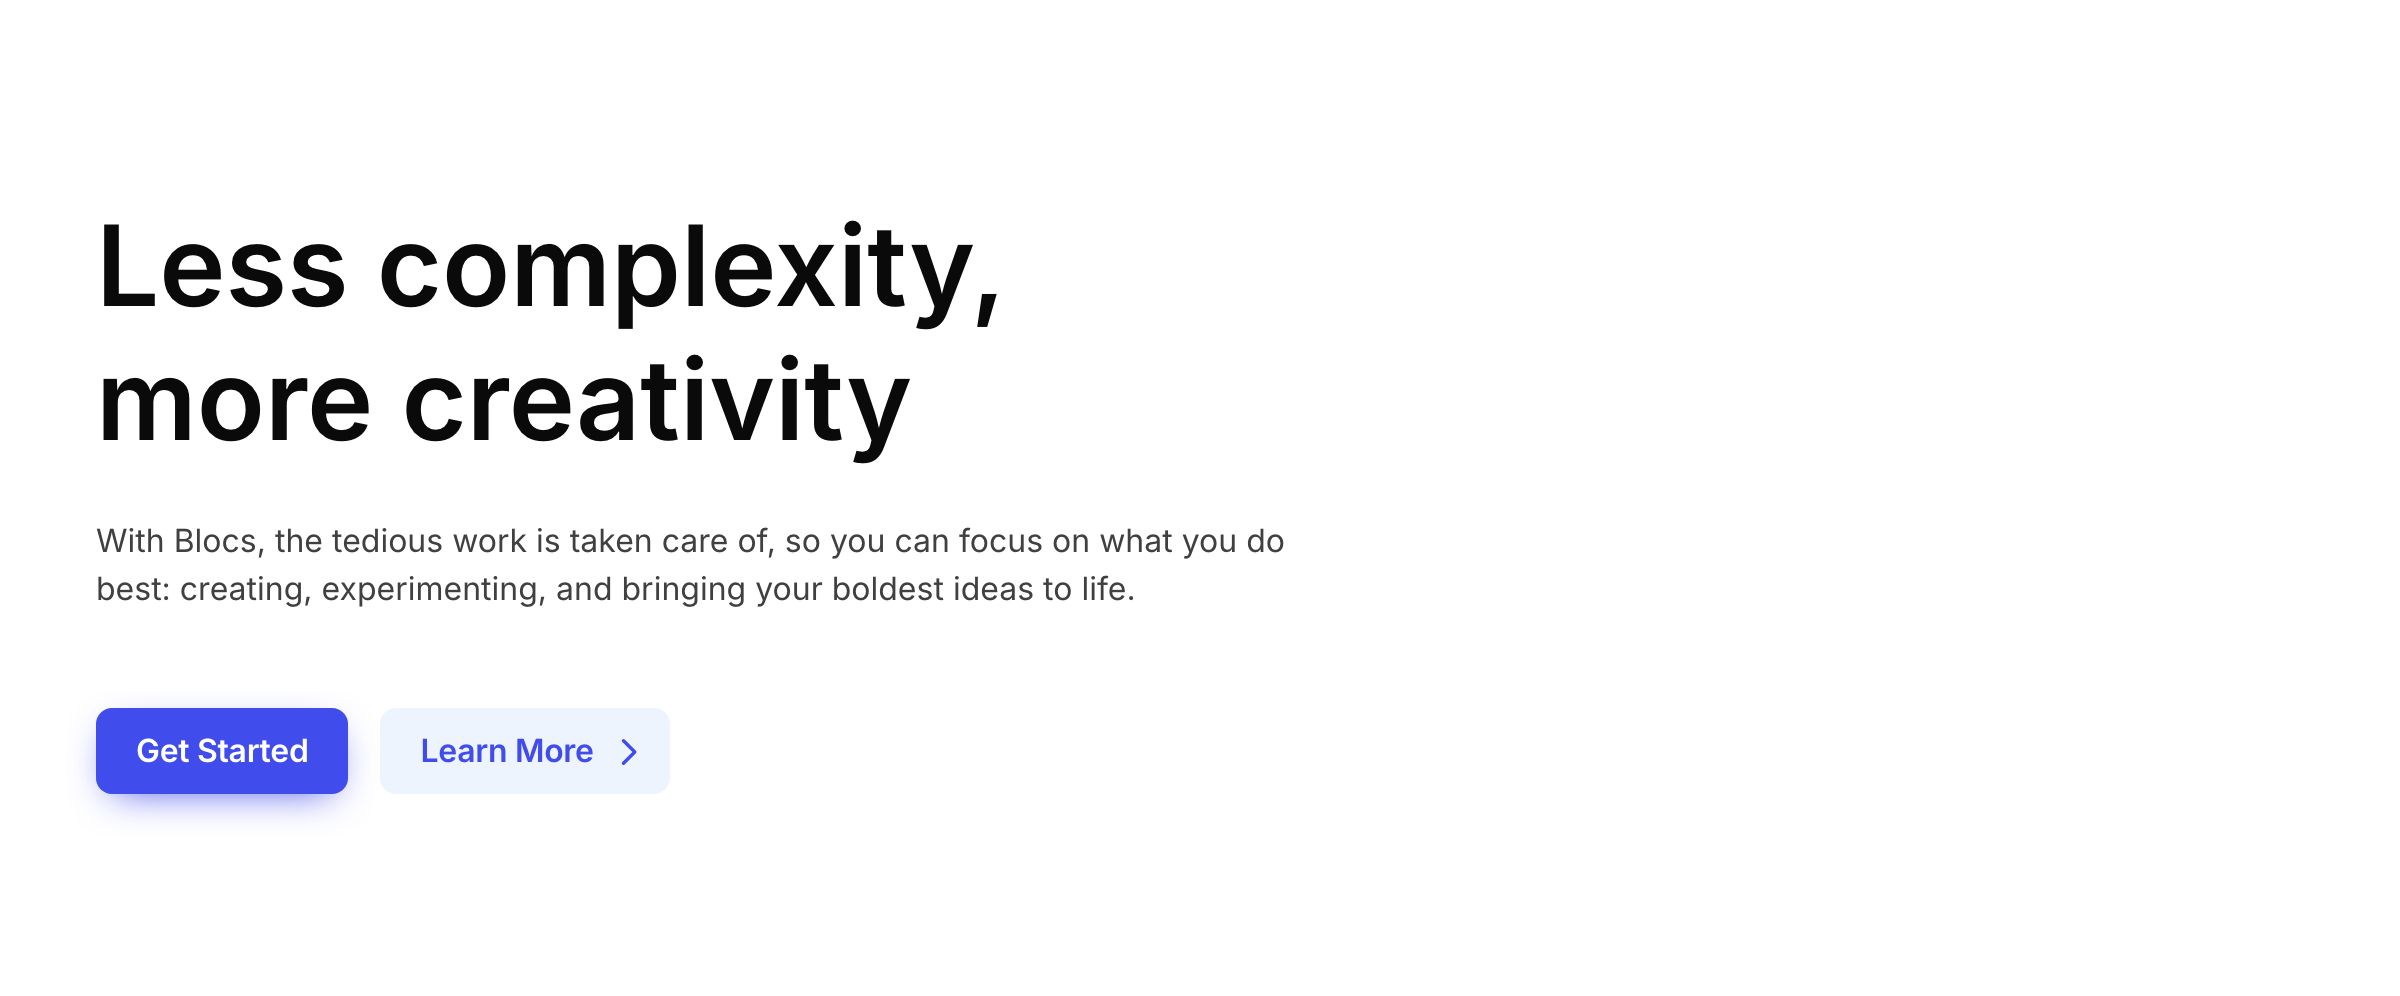 Less complexity,
more creativity
With Blocs, the tedious work is taken care of, so you can focus on what you do
best: creating, experimenting, and bringing your boldest ideas to life.
Get Started
Learn More